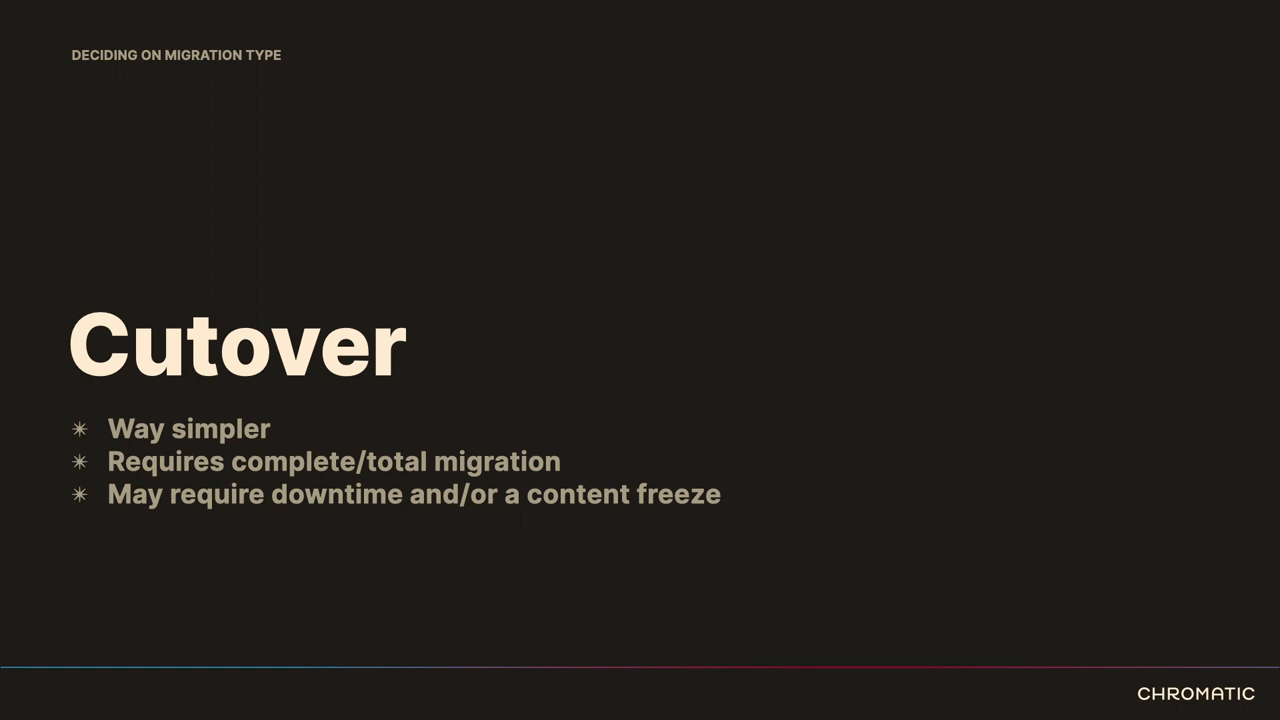 DECIDING ON MIGRATION TYPE
Cutover
Way simpler
Requires complete/total migration
May require downtime and/or a content freeze
CHROMATIC